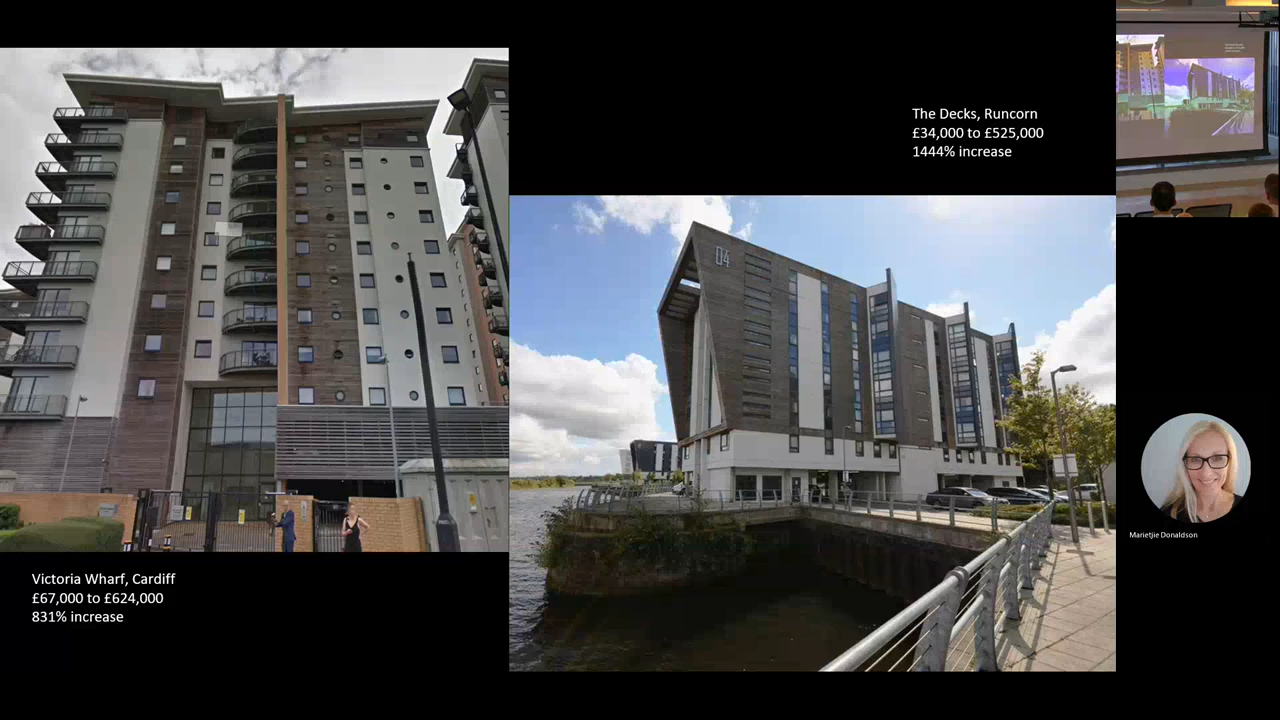 The Decks, Runcorn
£34,000 to £525,000
1444% increase
04
Victoria Wharf, Cardiff
£67,000 to £624,000
831% increase
Marietjie Donaldson